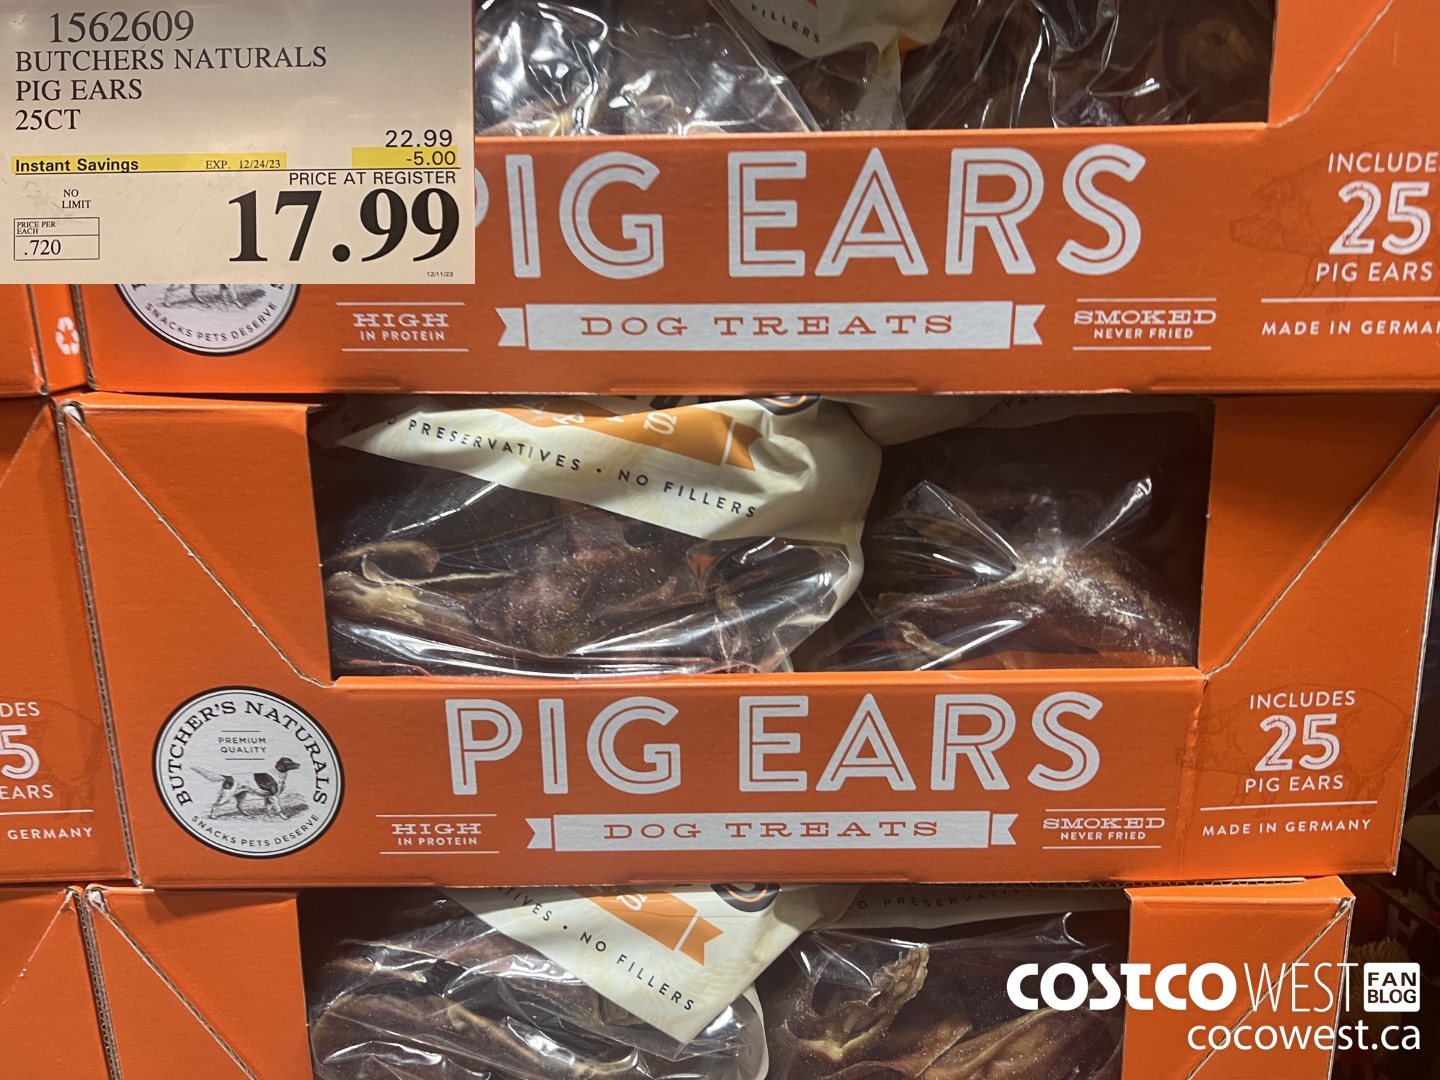 1562609
BUTCHERS NATURALS
PIG EARS
25CT
22.99
Instant Savings EXP. 12/24/23 -5.00
PRICE AT REGISTER
NO
LIMIT
17.99
PRICE PER
EACH
.720
12/11/23
FILLERS
PIG EARS
INCLUDE
25
PIG EARS
MADE IN GERMA
SNACKS PETS DESERVE
HIGH
IN PROTEIN
DOG TREATS
SMOKED
NEVER FRIED
PRESERVATIVES • NO FILLERS
DES
5
EARS
GERMANY
BUTCHER'S NATURALS
PREMIUM
QUALITY
SNACKS PETS DESERVE
PIG EARS
HIGH
IN PROTEIN
DOG TREATS
SMOKED
NEVER FRIED
INCLUDES
25
PIG EARS
MADE IN GERMANY
TIVES • NO FILLERS
O PRESERVATIV
COSTCO WEST FAN
BLOG
cocowest.ca